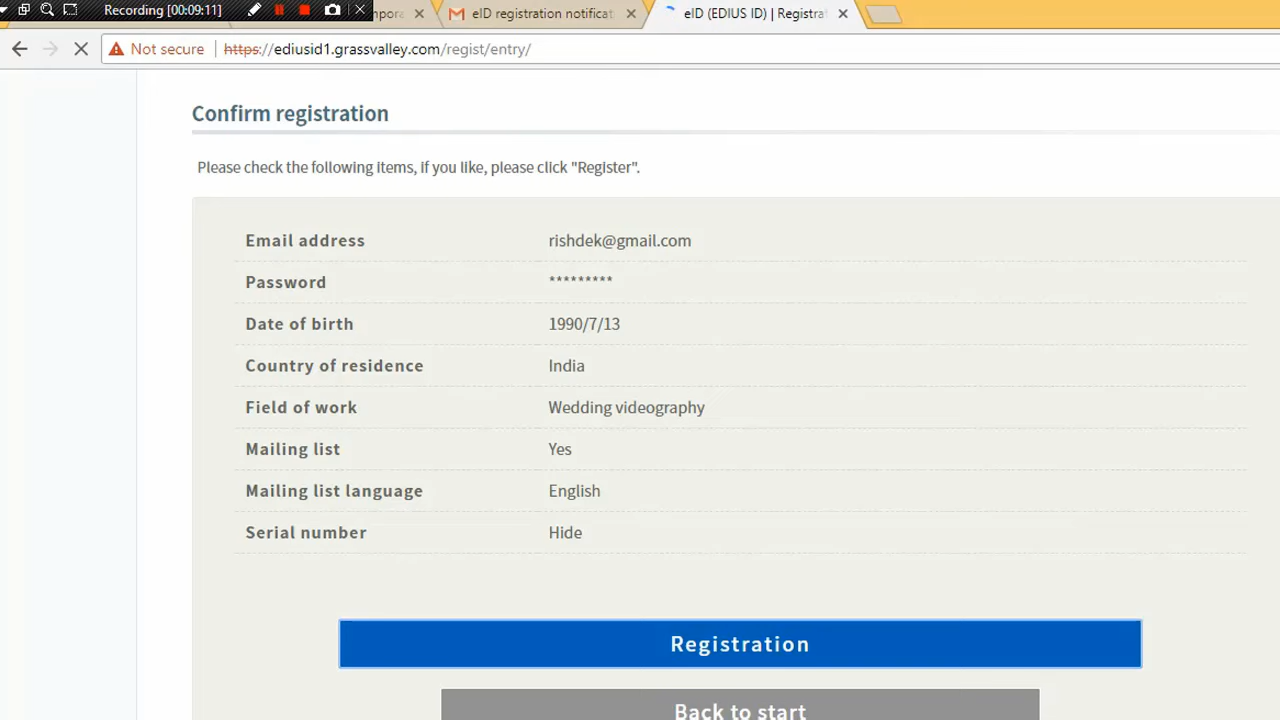 Recording [00:09:11]
mpora
eID registration notificat
eID (EDIUS ID) | Registrat
Not secure | https://ediusid1.grassvalley.com/regist/entry/
Confirm registration
Please check the following items, if you like, please click "Register".
Email address rishdek@gmail.com
Password *********
Date of birth 1990/7/13
Country of residence India
Field of work Wedding videography
Mailing list Yes
Mailing list language English
Serial number Hide
Registration
Back to start